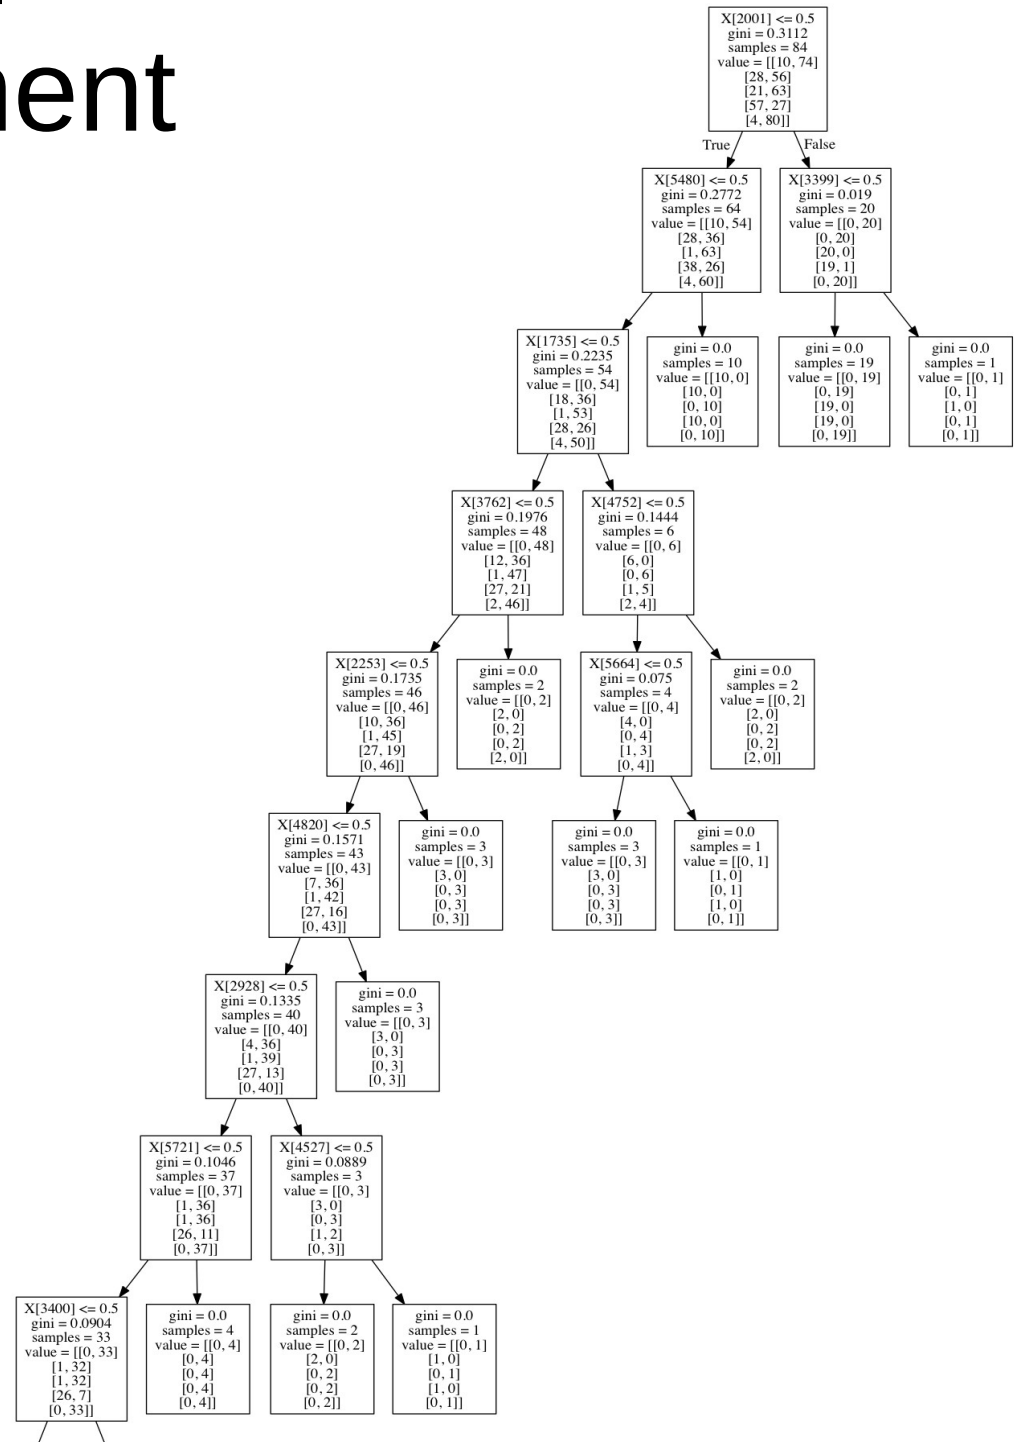 nent
X[2001] <= 0.5
gini = 0.3112
samples = 84
value = [[10, 74]
[28, 56]
[21, 63]
[57, 27]
[4, 80]]
True
False
X[5480] <= 0.5
gini = 0.2772
samples = 64
value = [[10, 54]
[28, 36]
[1, 63]
[38, 26]
[4, 60]]
X[3399] <= 0.5
gini = 0.019
samples = 20
value = [[0, 20]
[0, 20]
[20, 0]
[19, 1]
[0, 20]]
X[1735] <= 0.5
gini = 0.2235
samples = 54
value = [[0, 54]
[18, 36]
[1, 53]
[28, 26]
[4, 50]]
gini = 0.0
samples = 10
value = [[10, 0]
[10, 0]
[0, 10]
[10, 0]
[0, 10]]
gini = 0.0
samples = 19
value = [[0, 19]
[0, 19]
[19, 0]
[19, 0]
[0, 19]]
gini = 0.0
samples = 1
value = [[0, 1]
[0, 1]
[1, 0]
[0, 1]
[0, 1]]
X[3762] <= 0.5
gini = 0.1976
samples = 48
value = [[0, 48]
[12, 36]
[1, 47]
[27, 21]
[2, 46]]
X[4752] <= 0.5
gini = 0.1444
samples = 6
value = [[0, 6]
[6, 0]
[0, 6]
[1, 5]
[2, 4]]
X[2253] <= 0.5
gini = 0.1735
samples = 46
value = [[0, 46]
[10, 36]
[1, 45]
[27, 19]
[0, 46]]
gini = 0.0
samples = 2
value = [[0, 2]
[2, 0]
[0, 2]
[0, 2]
[2, 0]]
X[5664] <= 0.5
gini = 0.075
samples = 4
value = [[0, 4]
[4, 0]
[0, 4]
[1, 3]
[0, 4]]
gini = 0.0
samples = 2
value = [[0, 2]
[2, 0]
[0, 2]
[0, 2]
[2, 0]]
X[4820] <= 0.5
gini = 0.1571
samples = 43
value = [[0, 43]
[7, 36]
[1, 42]
[27, 16]
[0, 43]]
gini = 0.0
samples = 3
value = [[0, 3]
[3, 0]
[0, 3]
[0, 3]
[0, 3]]
gini = 0.0
samples = 3
value = [[0, 3]
[3, 0]
[0, 3]
[0, 3]
[0, 3]]
gini = 0.0
samples = 1
value = [[0, 1]
[1, 0]
[0, 1]
[1, 0]
[0, 1]]
X[2928] <= 0.5
gini = 0.1335
samples = 40
value = [[0, 40]
[4, 36]
[1, 39]
[27, 13]
[0, 40]]
gini = 0.0
samples = 3
value = [[0, 3]
[3, 0]
[0, 3]
[0, 3]
[0, 3]]
X[5721] <= 0.5
gini = 0.1046
samples = 37
value = [[0, 37]
[1, 36]
[1, 36]
[26, 11]
[0, 37]]
X[4527] <= 0.5
gini = 0.0889
samples = 3
value = [[0, 3]
[3, 0]
[0, 3]
[1, 2]
[0, 3]]
X[3400] <= 0.5
gini = 0.0904
samples = 33
value = [[0, 33]
[1, 32]
[1, 32]
[26, 7]
[0, 33]]
gini = 0.0
samples = 4
value = [[0, 4]
[0, 4]
[0, 4]
[0, 4]
[0, 4]]
gini = 0.0
samples = 2
value = [[0, 2]
[2, 0]
[0, 2]
[0, 2]
[0, 2]]
gini = 0.0
samples = 1
value = [[0, 1]
[1, 0]
[0, 1]
[1, 0]
[0, 1]]